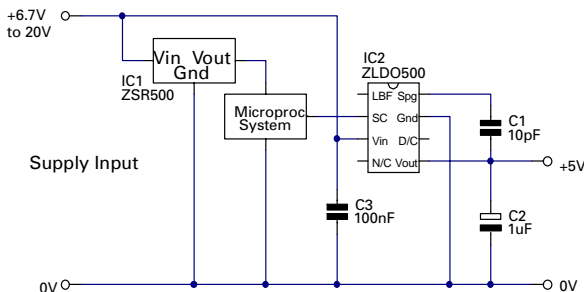 +6.7V
to 20V
Vin Vout
Gnd
IC1
ZSR500
Microproc
System
IC2
ZLDO500
LBF Spg
SC Gnd
Vin D/C
N/C Vout
C1
10pF
Supply Input
+5V
C3
100nF
C2
1uF
0V
0V